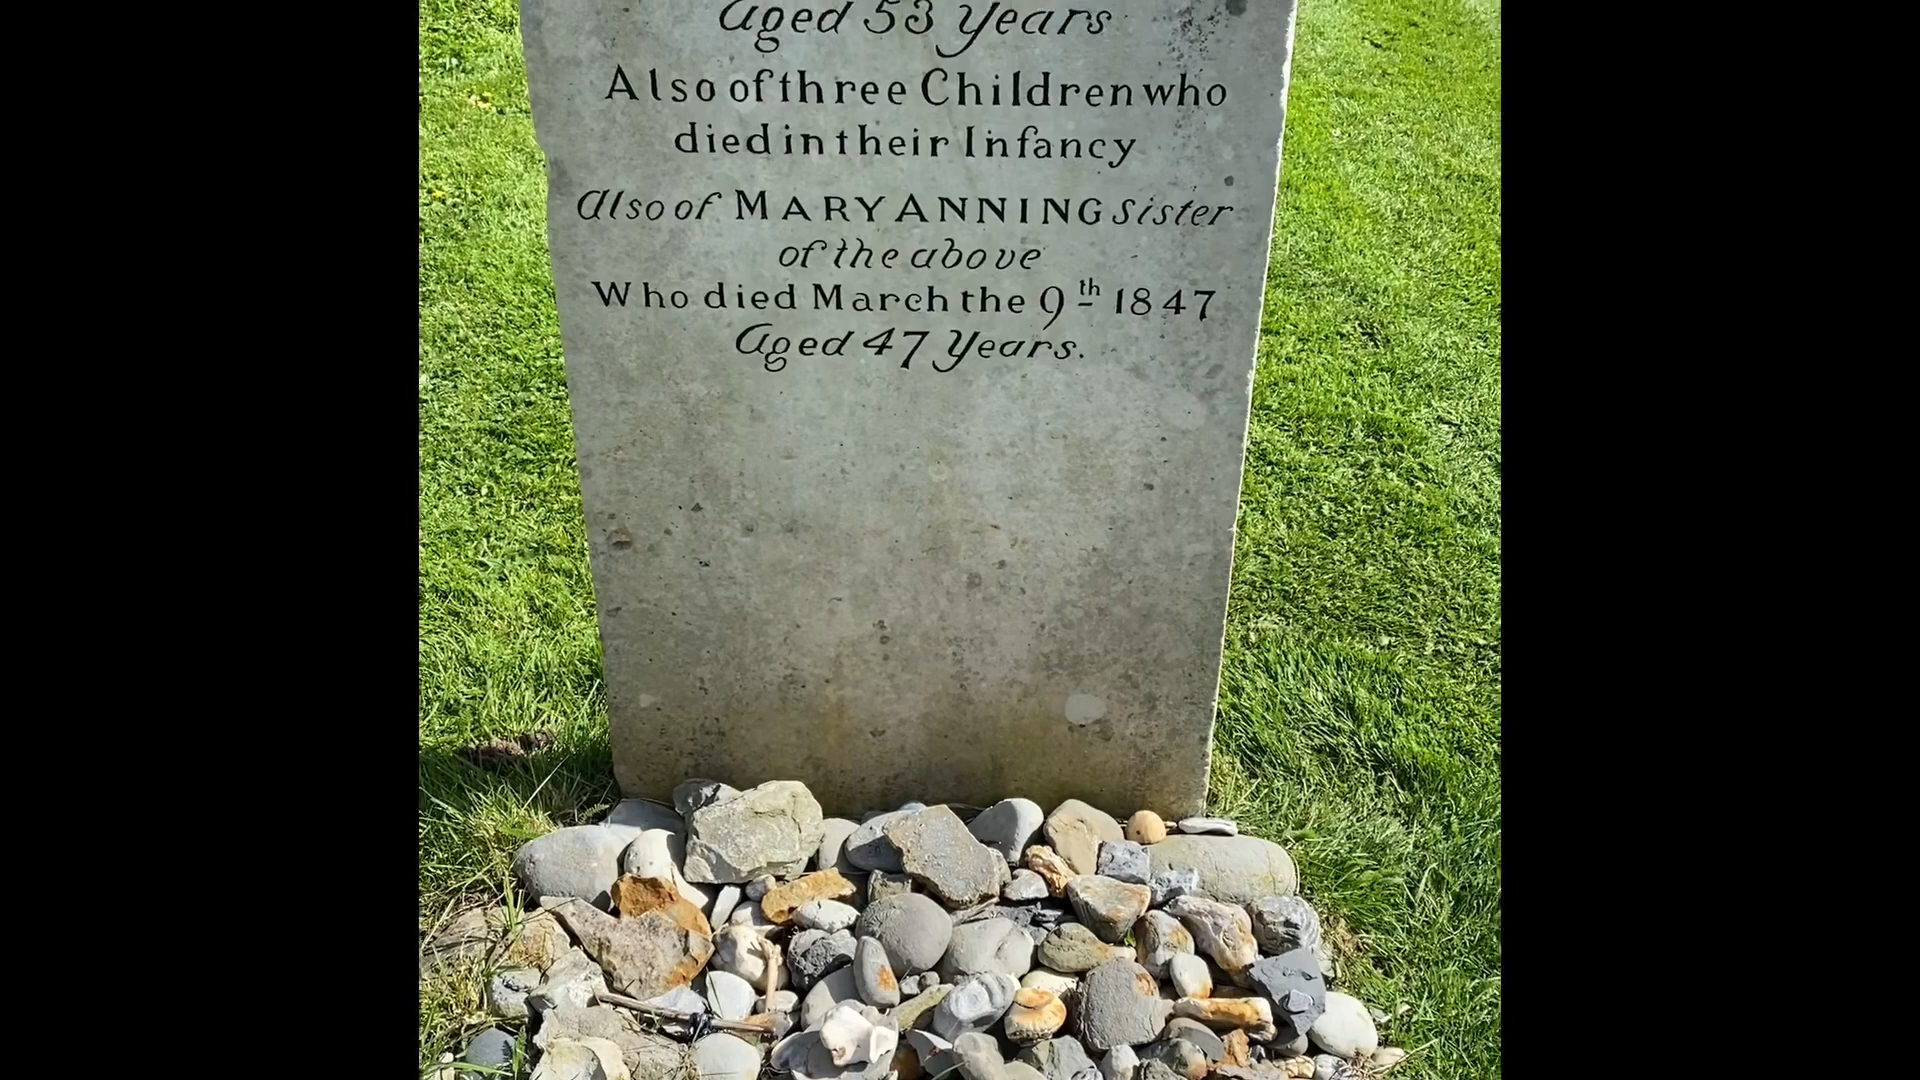 Aged 53 Years
Also of three Children who
died in their Infancy
Also of MARY ANNING Sister
of the above
Who died March the 9th 1847
Aged 47 Years.